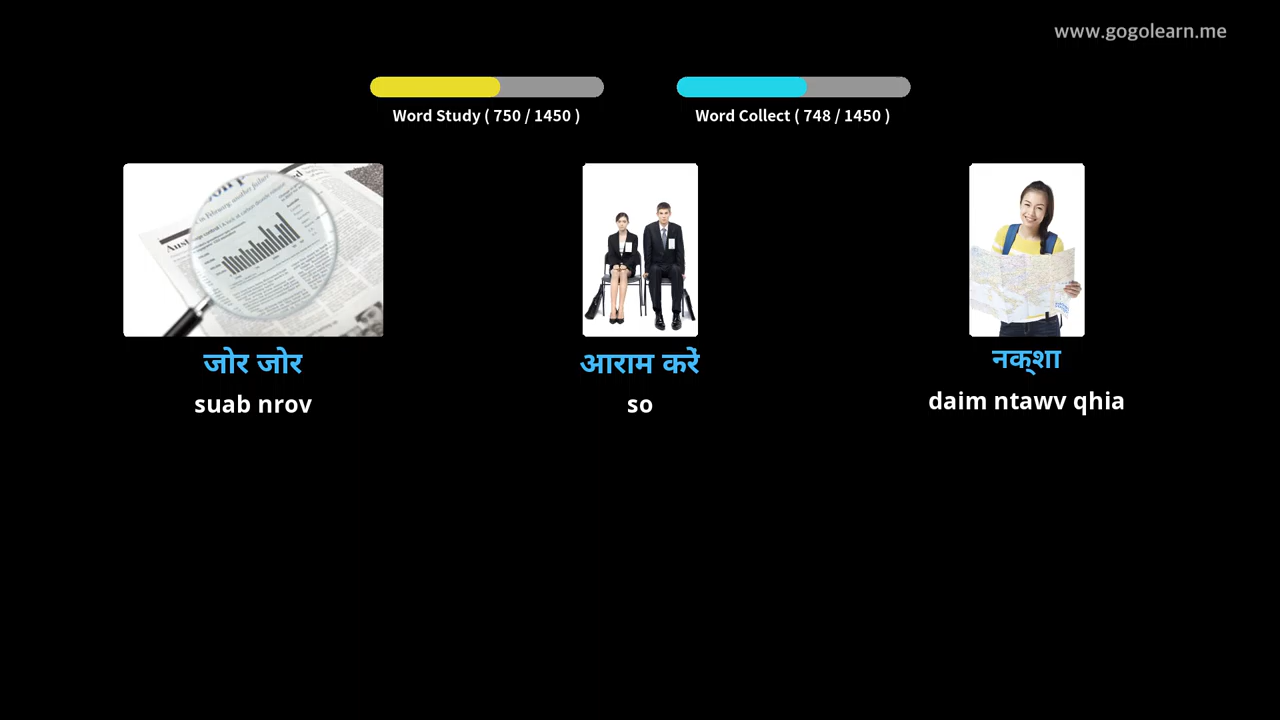 www.gogolearn.me
Word Study ( 750 / 1450 )
Word Collect ( 748 / 1450 )
जोर जोर
suab nrov
आराम करें
so
नक्शा
daim ntawv qhia